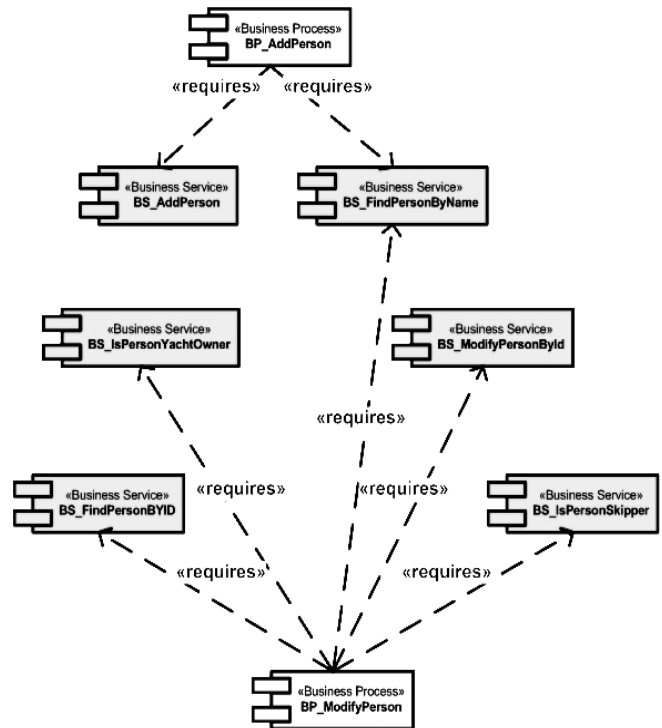 «Business Process»
BP_AddPerson
«requires» «requires»
«Business Service»
BS_AddPerson
«Business Service»
BS_FindPersonByName
«Business Service»
BS_IsPersonYachtOwner
«Business Service»
BS_ModifyPersonById
«requires»
«requires»
«requires»
«Business Service»
BS_FindPersonBYID
«Business Service»
BS_IsPersonSkipper
«requires»
«requires»
«Business Process»
BP_ModifyPerson